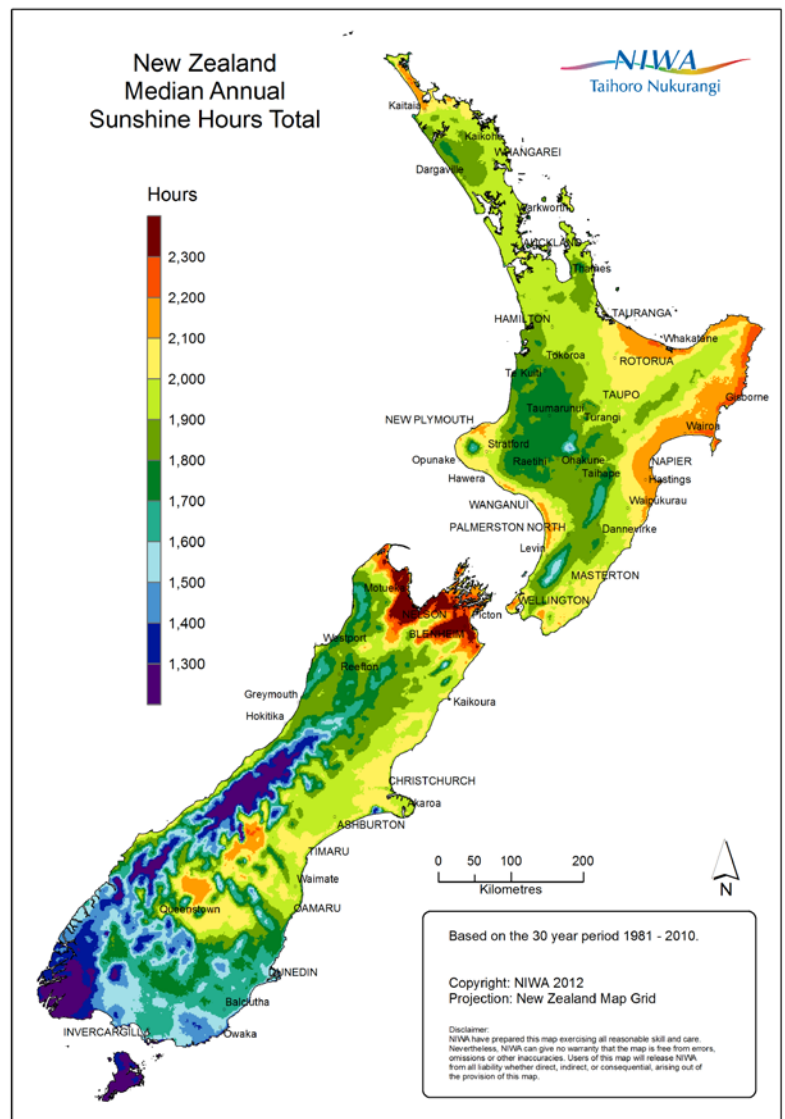 New Zealand
Median Annual
Sunshine Hours Total
NIWA
Taihoro Nukurangi
Hours
2,300
2,200
2,100
2,000
1,900
1,800
1,700
1,600
1,500
1,400
1,300
Kaitaia
Kaikohe
WHANGAREI
Dargaville
Warkworth
AUCKLAND
Thames
TAURANGA
HAMILTON
Whakatane
Tokoroa
ROTORUA
Te Kuiti
TAUPO
Gisborne
Taumarunui
Turangi
NEW PLYMOUTH
Wairoa
Stratford
Opunake
Raetihi
Ohakune
NAPIER
Taihape
Hawera
Hastings
WANGANUI
Waipukurau
PALMERSTON NORTH
Dannevirke
Levin
MASTERTON
Motueka
WELLINGTON
NELSON
Picton
BLENHEIM
Westport
Reefton
Greymouth
Kaikoura
Hokitika
CHRISTCHURCH
Akaroa
ASHBURTON
TIMARU
Waimate
Queenstown
OAMARU
DUNEDIN
Balclutha
INVERCARGILL
Owaka
0 50 100 200
Kilometres
N
Based on the 30 year period 1981 - 2010.
Copyright: NIWA 2012
Projection: New Zealand Map Grid
Disclaimer:
NIWA have prepared this map exercising all reasonable skill and care.
Nevertheless, NIWA can give no warranty that the map is free from errors,
omissions or other inaccuracies. Users of this map will release NIWA
from all liability whether direct, indirect, or consequential, arising out of
the provision of this map.